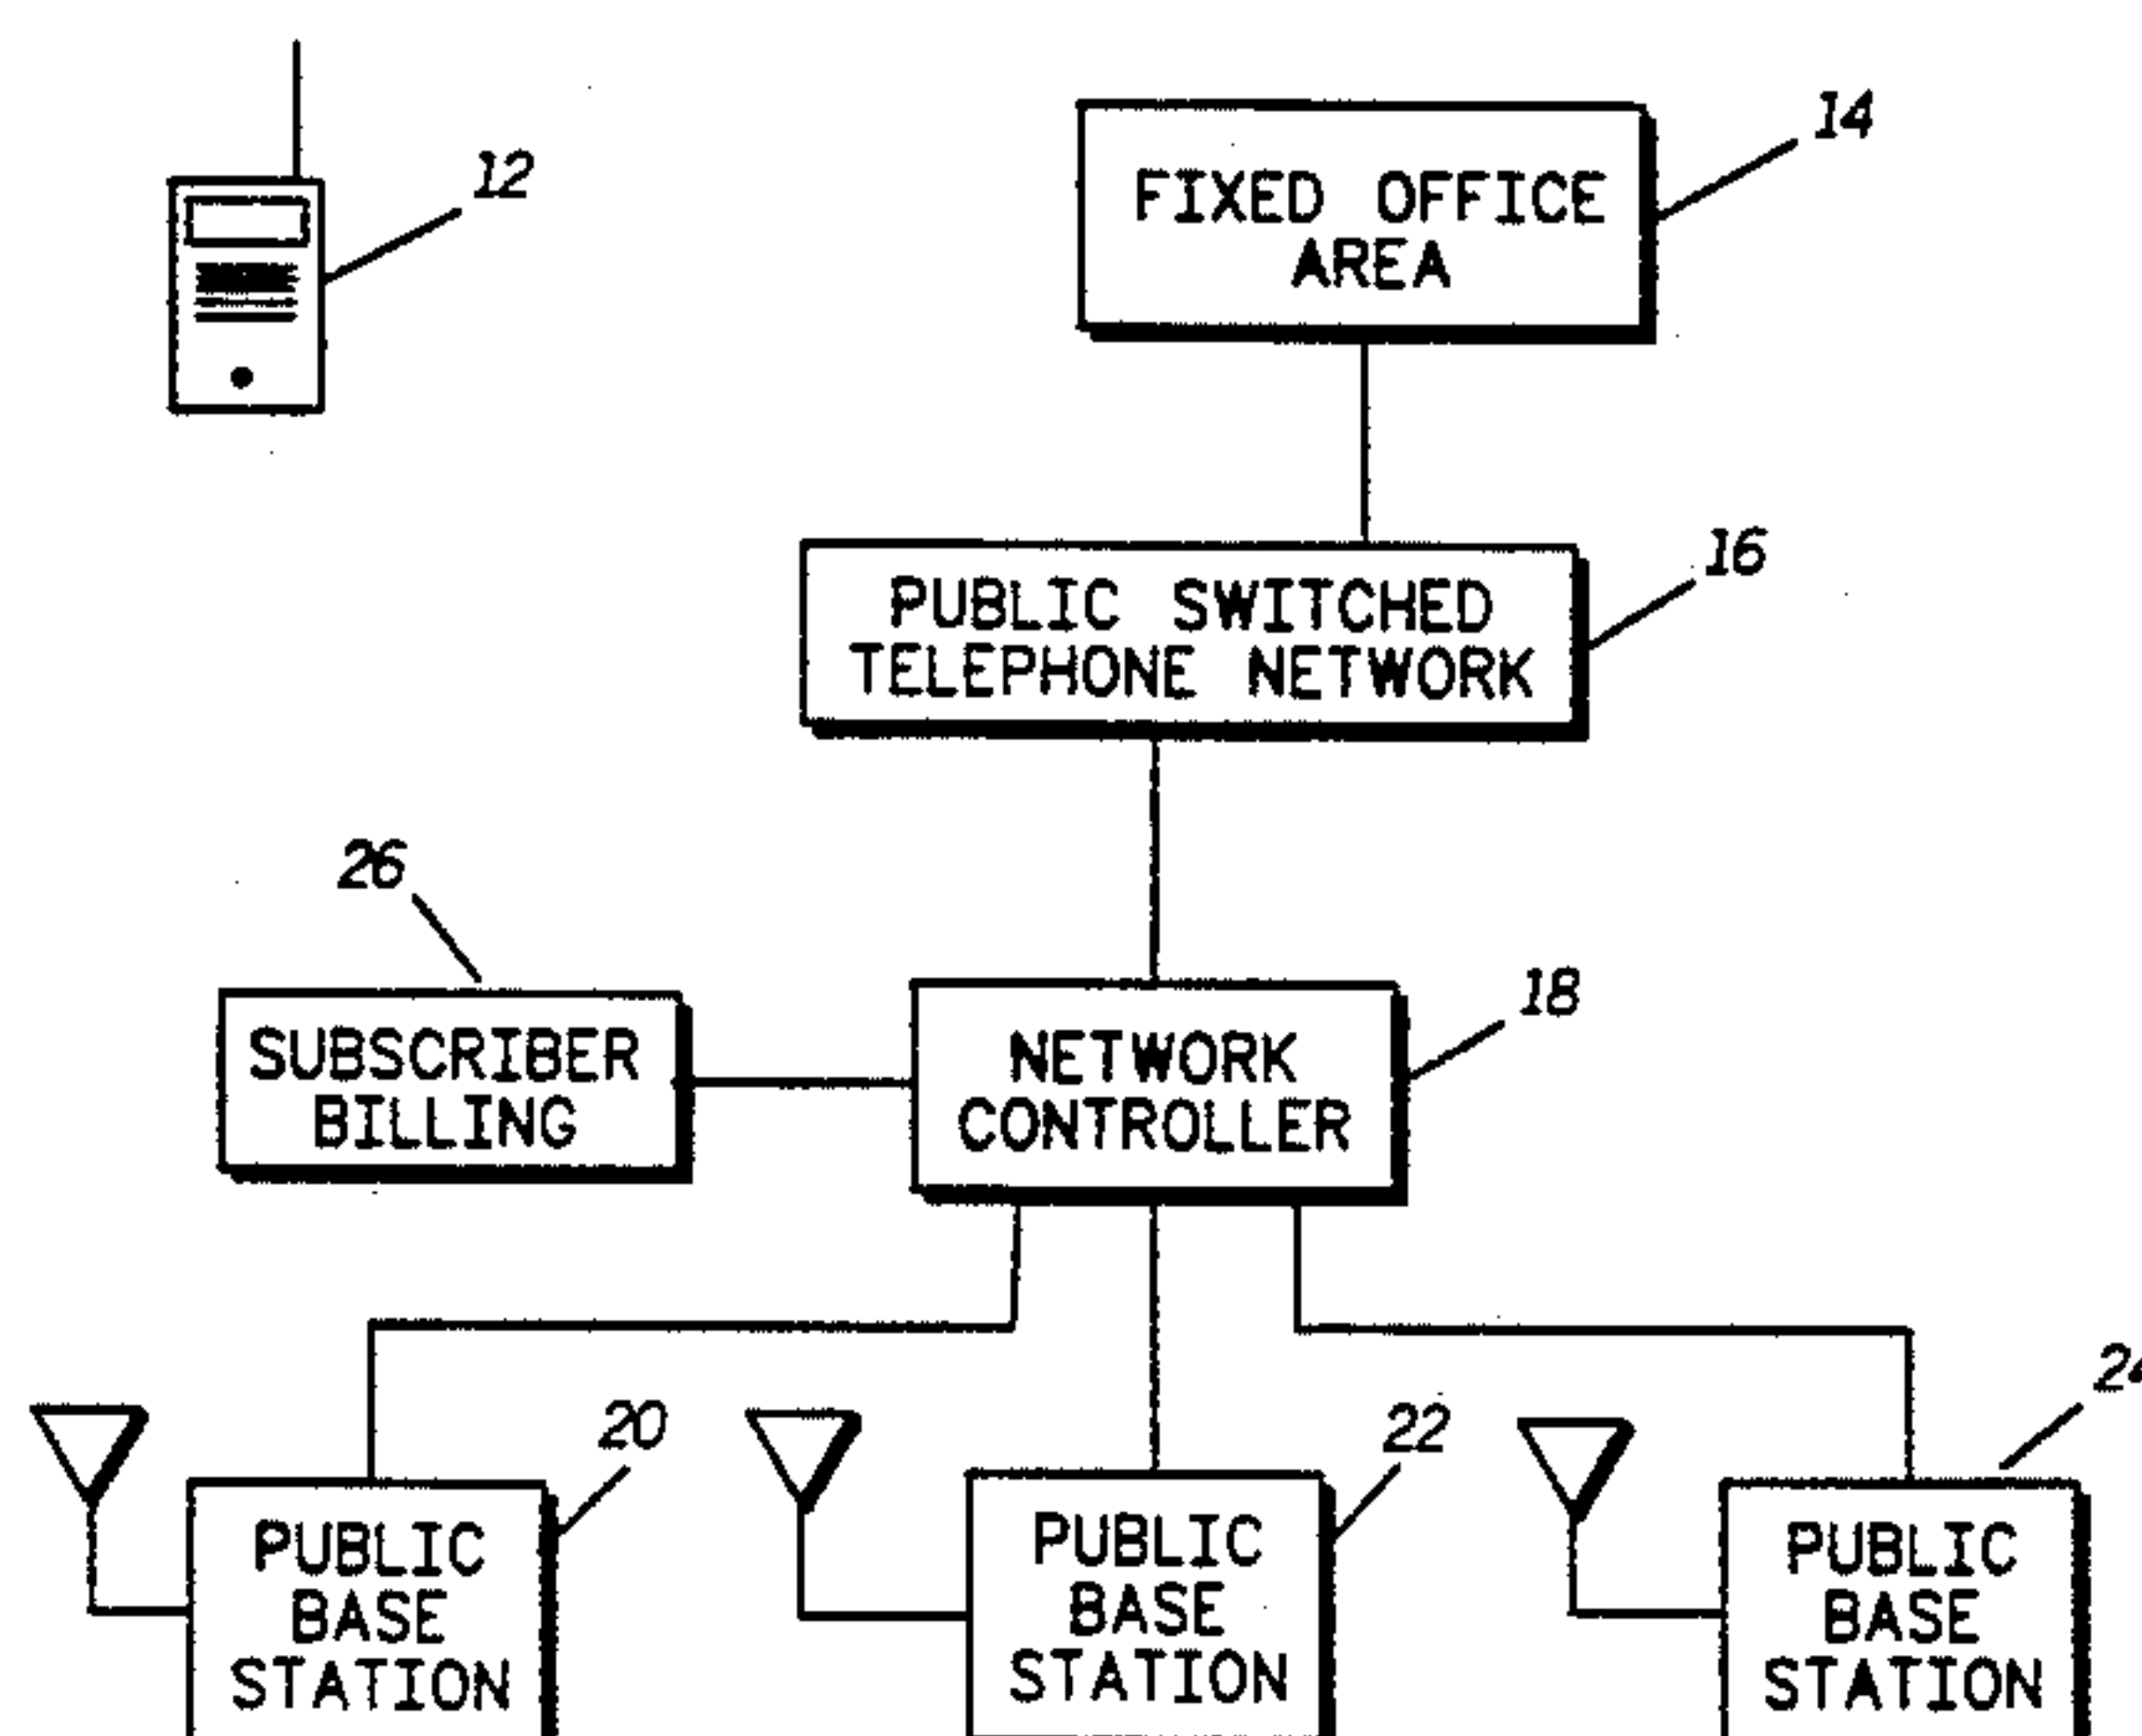 12
14
FIXED OFFICE
AREA
16
PUBLIC SWITCHED
TELEPHONE NETWORK
26
SUBSCRIBER
BILLING
18
NETWORK
CONTROLLER
20
PUBLIC
BASE
STATION
22
PUBLIC
BASE
STATION
PUBLIC
BASE
STATION